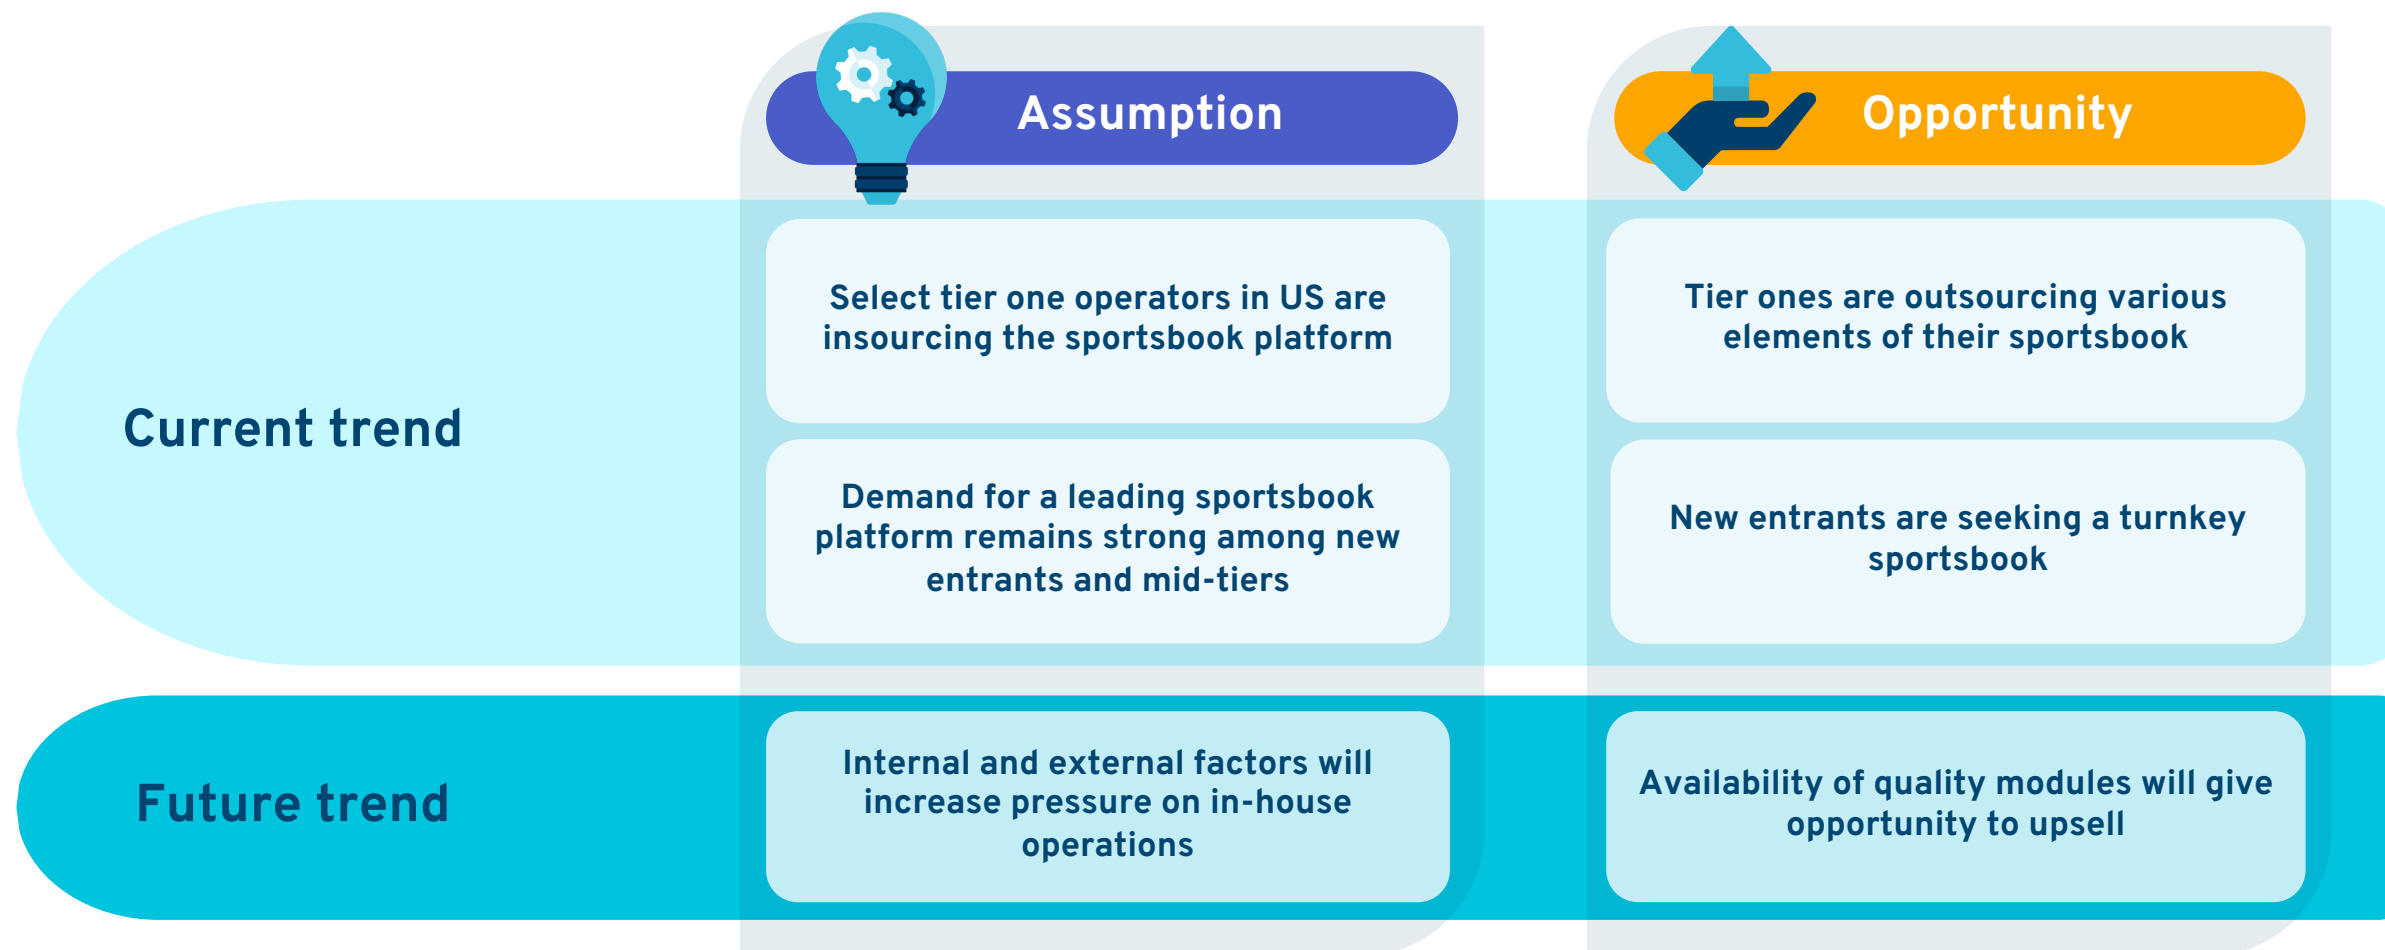 Assumption
Opportunity
Current trend
Select tier one operators in US are
insourcing the sportsbook platform
Tier ones are outsourcing various
elements of their sportsbook
Demand for a leading sportsbook
platform remains strong among new
entrants and mid-tiers
New entrants are seeking a turnkey
sportsbook
Future trend
Internal and external factors will
increase pressure on in-house
operations
Availability of quality modules will give
opportunity to upsell